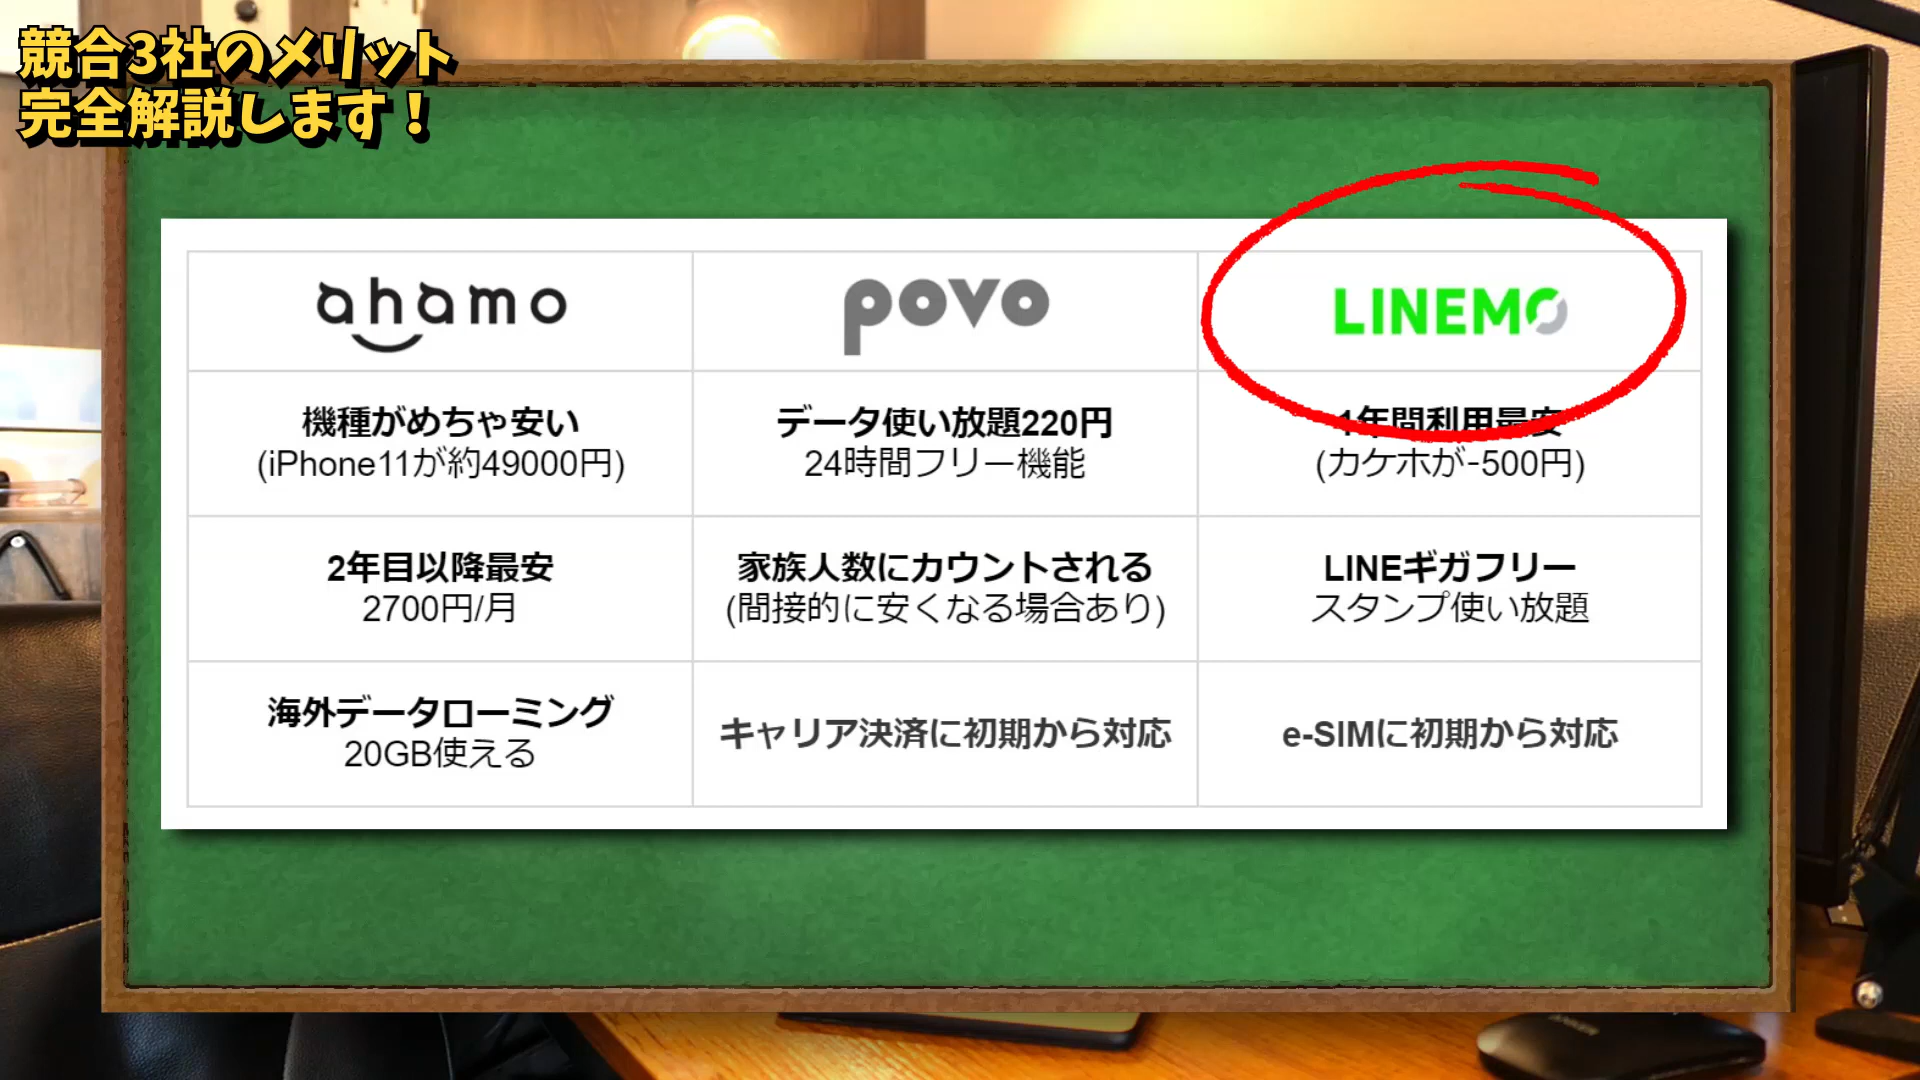 競合3社のメリット
完全解説します！
ahamo
povo
LINEMO
機種がめちゃ安い
(iPhone11が約49000円)
データ使い放題220円
24時間フリー機能
1年間利用最安
(カケホが-500円)
2年目以降最安
2700円/月
家族人数にカウントされる
(間接的に安くなる場合あり)
LINEギガフリー
スタンプ使い放題
海外データローミング
20GB使える
キャリア決済に初期から対応
e-SIMに初期から対応
ANKER